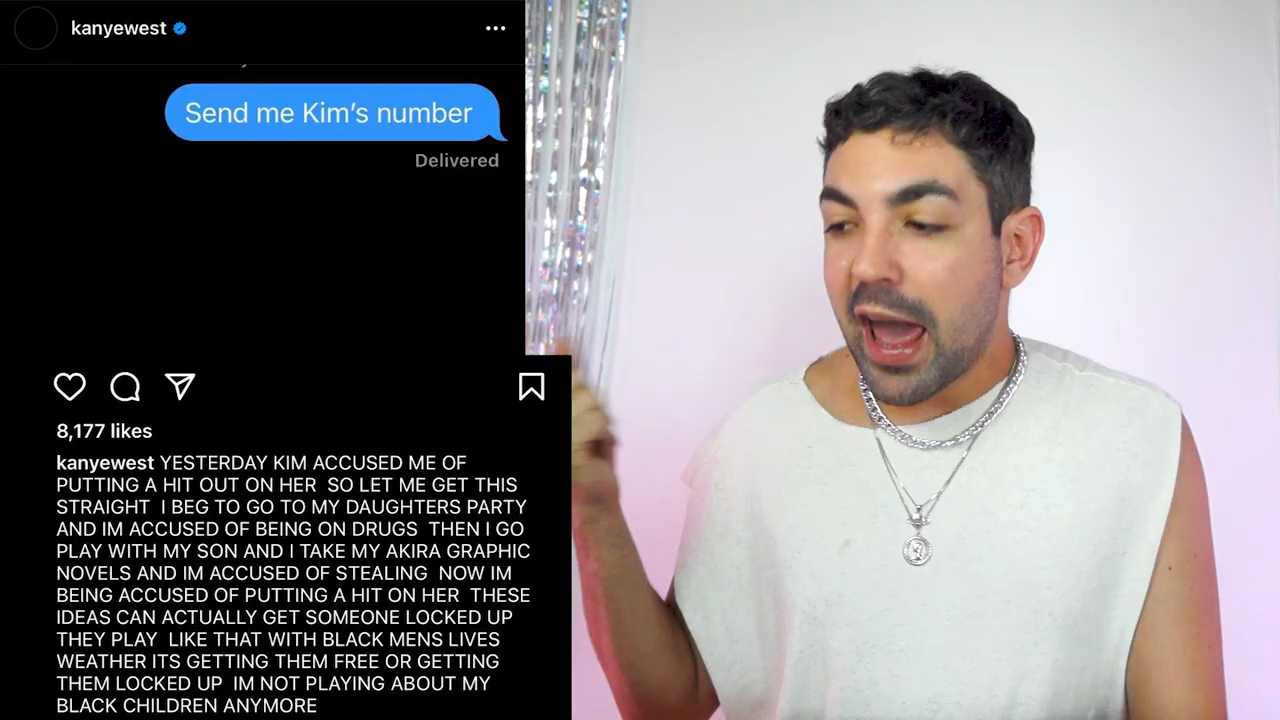 kanyewest
Send me Kim's number
Delivered
8,177 likes
kanyewest YESTERDAY KIM ACCUSED ME OF
PUTTING A HIT OUT ON HER SO LET ME GET THIS
STRAIGHT I BEG TO GO TO MY DAUGHTERS PARTY
AND IM ACCUSED OF BEING ON DRUGS THEN I GO
PLAY WITH MY SON AND I TAKE MY AKIRA GRAPHIC
NOVELS AND IM ACCUSED OF STEALING NOW IM
BEING ACCUSED OF PUTTING A HIT ON HER THESE
IDEAS CAN ACTUALLY GET SOMEONE LOCKED UP
THEY PLAY LIKE THAT WITH BLACK MENS LIVES
WEATHER ITS GETTING THEM FREE OR GETTING
THEM LOCKED UP IM NOT PLAYING ABOUT MY
BLACK CHILDREN ANYMORE